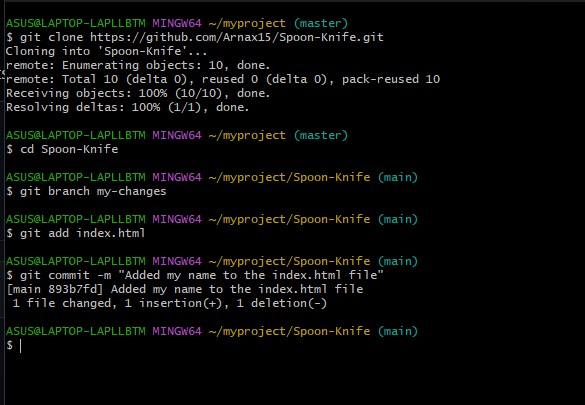 ASUS@LAPTOP-LAPLLBTM MINGW64 ~/myproject (master)
$ git clone https://github.com/Arnax15/Spoon-Knife.git
Cloning into 'Spoon-Knife'...
remote: Enumerating objects: 10, done.
remote: Total 10 (delta 0), reused 0 (delta 0), pack-reused 10
Receiving objects: 100% (10/10), done.
Resolving deltas: 100% (1/1), done.
ASUS@LAPTOP-LAPLLBTM MINGW64 ~/myproject (master)
$ cd Spoon-Knife
ASUS@LAPTOP-LAPLLBTM MINGW64 ~/myproject/Spoon-Knife (main)
$ git branch my-changes
ASUS@LAPTOP-LAPLLBTM MINGW64 ~/myproject/Spoon-Knife (main)
$ git add index.html
ASUS@LAPTOP-LAPLLBTM MINGW64 ~/myproject/Spoon-Knife (main)
$ git commit -m "Added my name to the index.html file"
[main 893b7fd] Added my name to the index.html file
 1 file changed, 1 insertion(+), 1 deletion(-)
ASUS@LAPTOP-LAPLLBTM MINGW64 ~/myproject/Spoon-Knife (main)
$